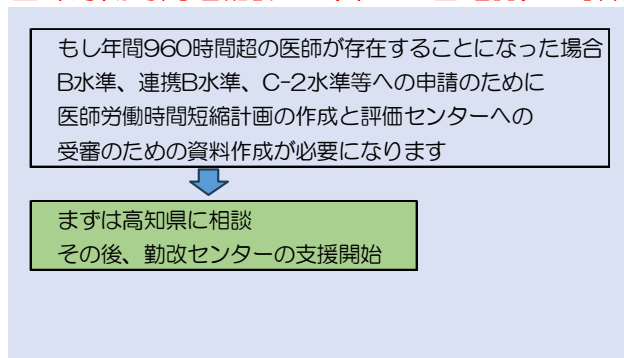 もし年間960時間超の医師が存在することになった場合
B水準、連携B水準、C-2水準等への申請のために
医師労働時間短縮計画の作成と評価センターへの
受審のための資料作成が必要になります
まずは高知県に相談
その後、勤改センターの支援開始